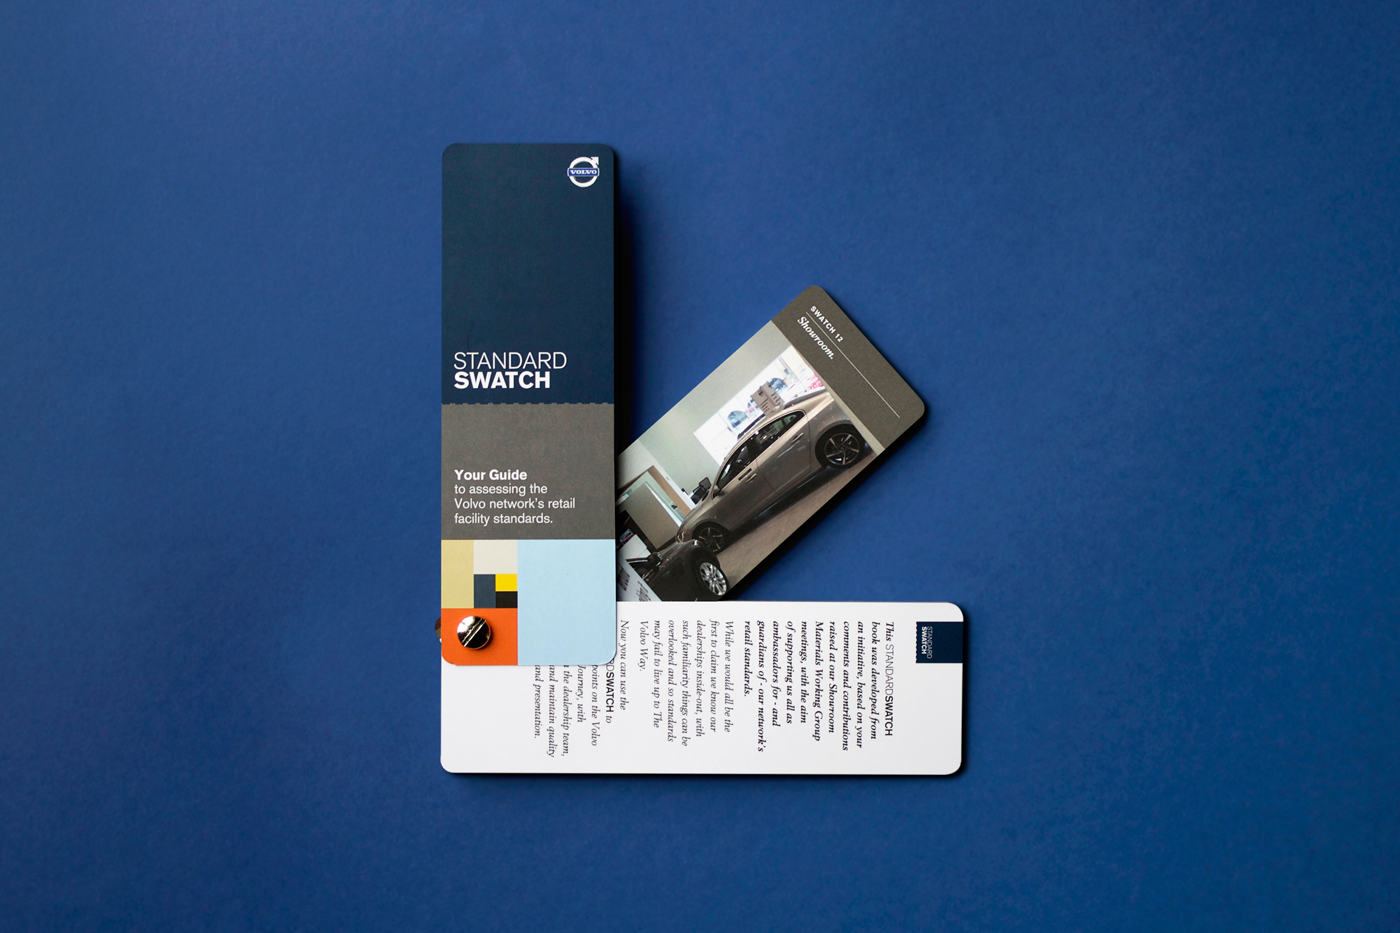 VOLVO
STANDARD
SWATCH
Your Guide
to assessing the
Volvo network's retail
facility standards.
SWATCH 12
Showroom.
STANDARD
SWATCH
This STANDARDSWATCH
book was developed from
an initiative, based on your
comments and contributions
raised at our Showroom
Materials Working Group
meetings, with the aim
of supporting us all as
ambassadors for - and
guardians of - our network's
retail standards.
While we would all be the
first to claim we know our
dealerships inside-out, with
such familiarity things can be
overlooked and so standards
may fail to live up to The
Volvo Way.
Now you can use the
SWATCH to
points on the Volvo
Journey, with
the dealership team,
and maintain quality
and presentation.